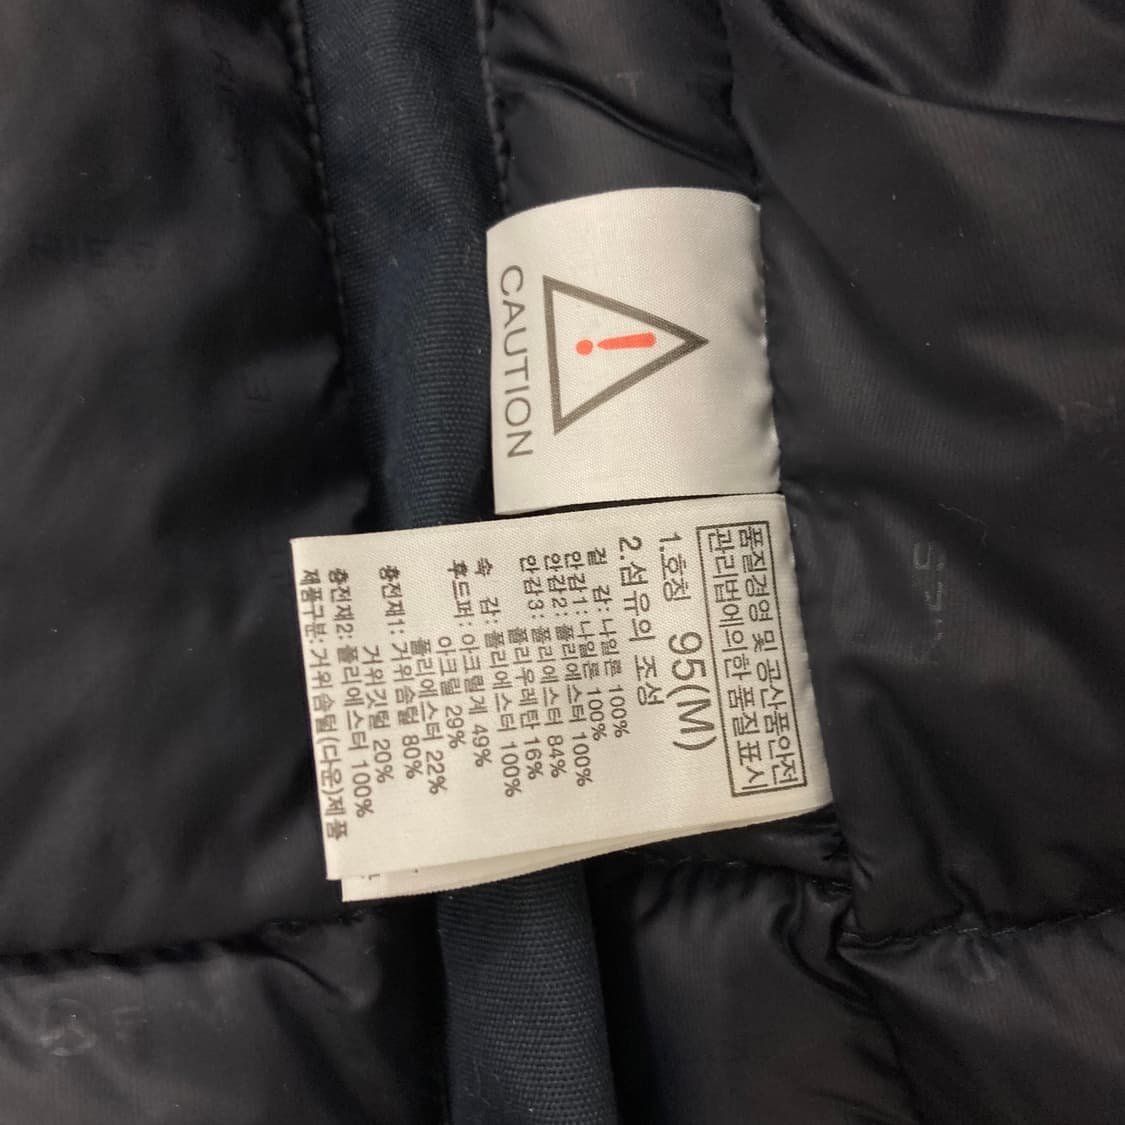 CAUTION
품질경영 및 공산품안전
관리법에의한 품질표시
1.호칭 95(M)
2.섬유의 조성
겉 감: 나일론 100%
안감1: 나일론 100%
안감2: 폴리에스터 100%
안감3: 폴리에스터 84%
폴리우레탄 16%
속 감: 폴리에스터 100%
후드퍼: 아크릴계 49%
아크릴 29%
폴리에스터 22%
충전재1: 거위솜털 80%
거위깃털 20%
충전재2: 폴리에스터 100%
제품구분: 거위솜털(다운)제품